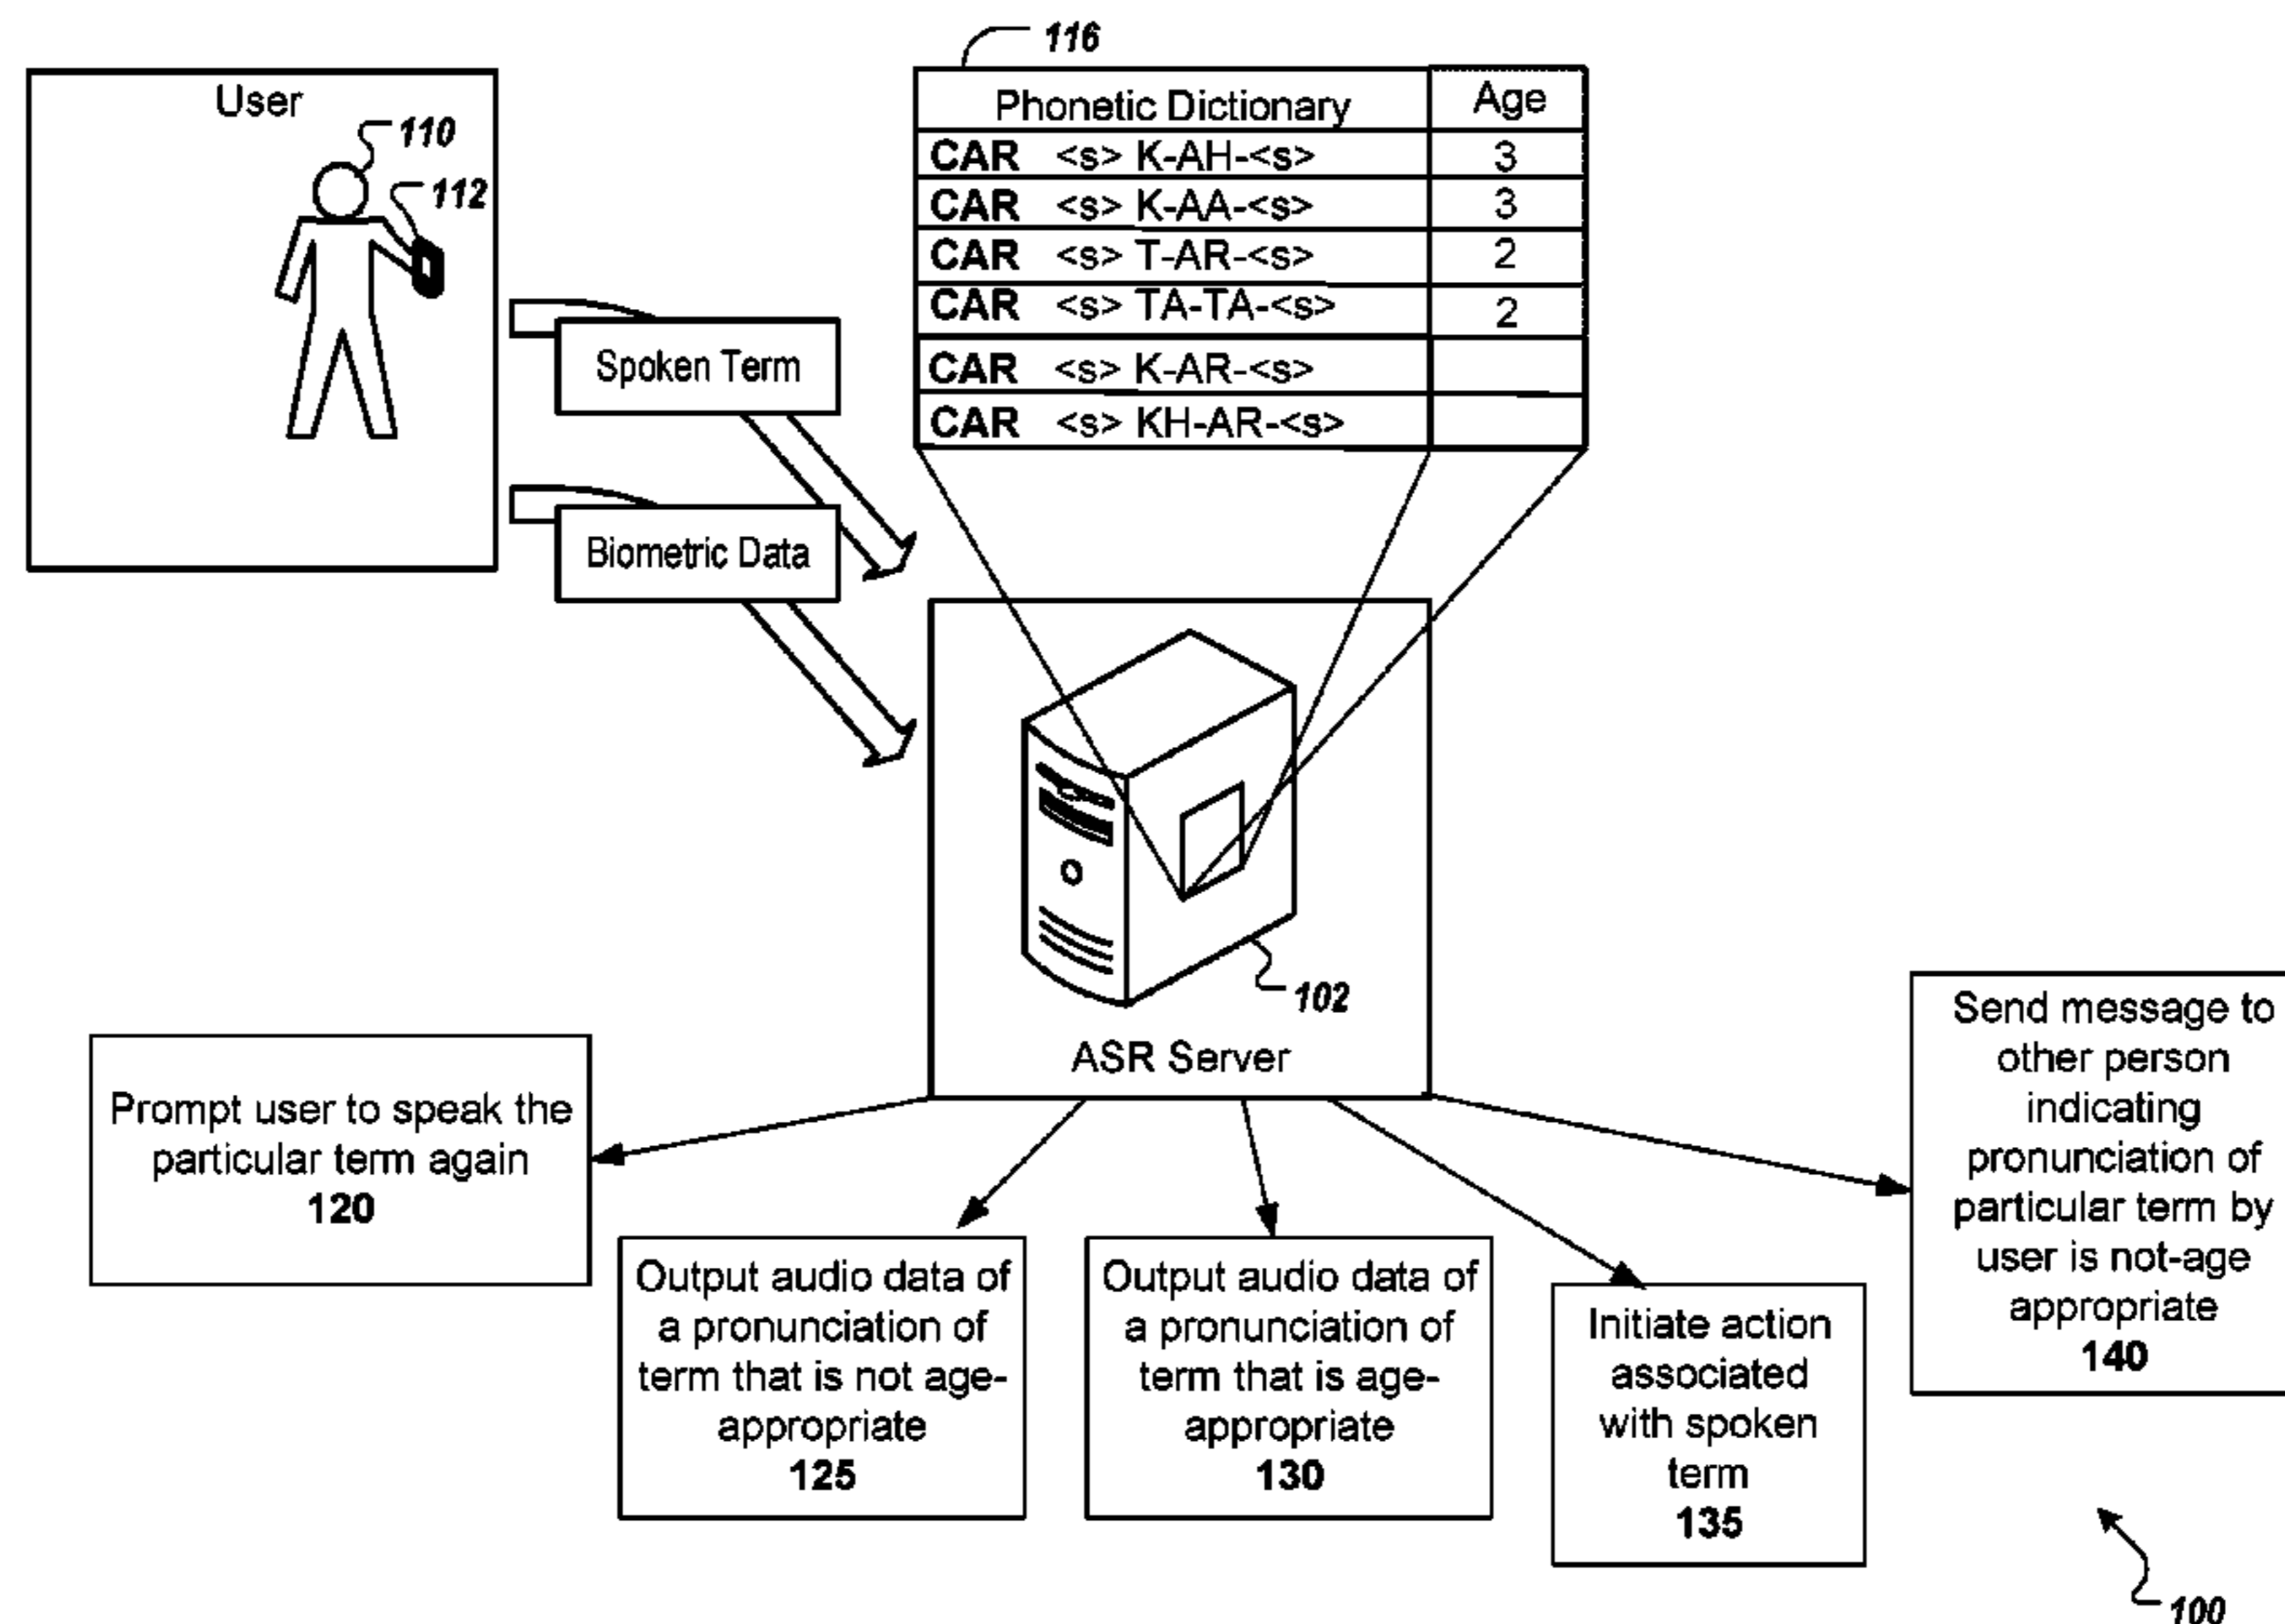 116
User
110
112
Phonetic Dictionary Age
CAR <s> K-AH-<s> 3
CAR <s> K-AA-<s> 3
CAR <s> T-AR-<s> 2
CAR <s> TA-TA-<s> 2
CAR <s> K-AR-<s>
CAR <s> KH-AR-<s>
Spoken Term
Biometric Data
102
ASR Server
Prompt user to speak the
particular term again
120
Output audio data of
a pronunciation of
term that is not age-
appropriate
125
Output audio data of
a pronunciation of
term that is age-
appropriate
130
Initiate action
associated
with spoken
term
135
Send message to
other person
indicating
pronunciation of
particular term by
user is not-age
appropriate
140
100